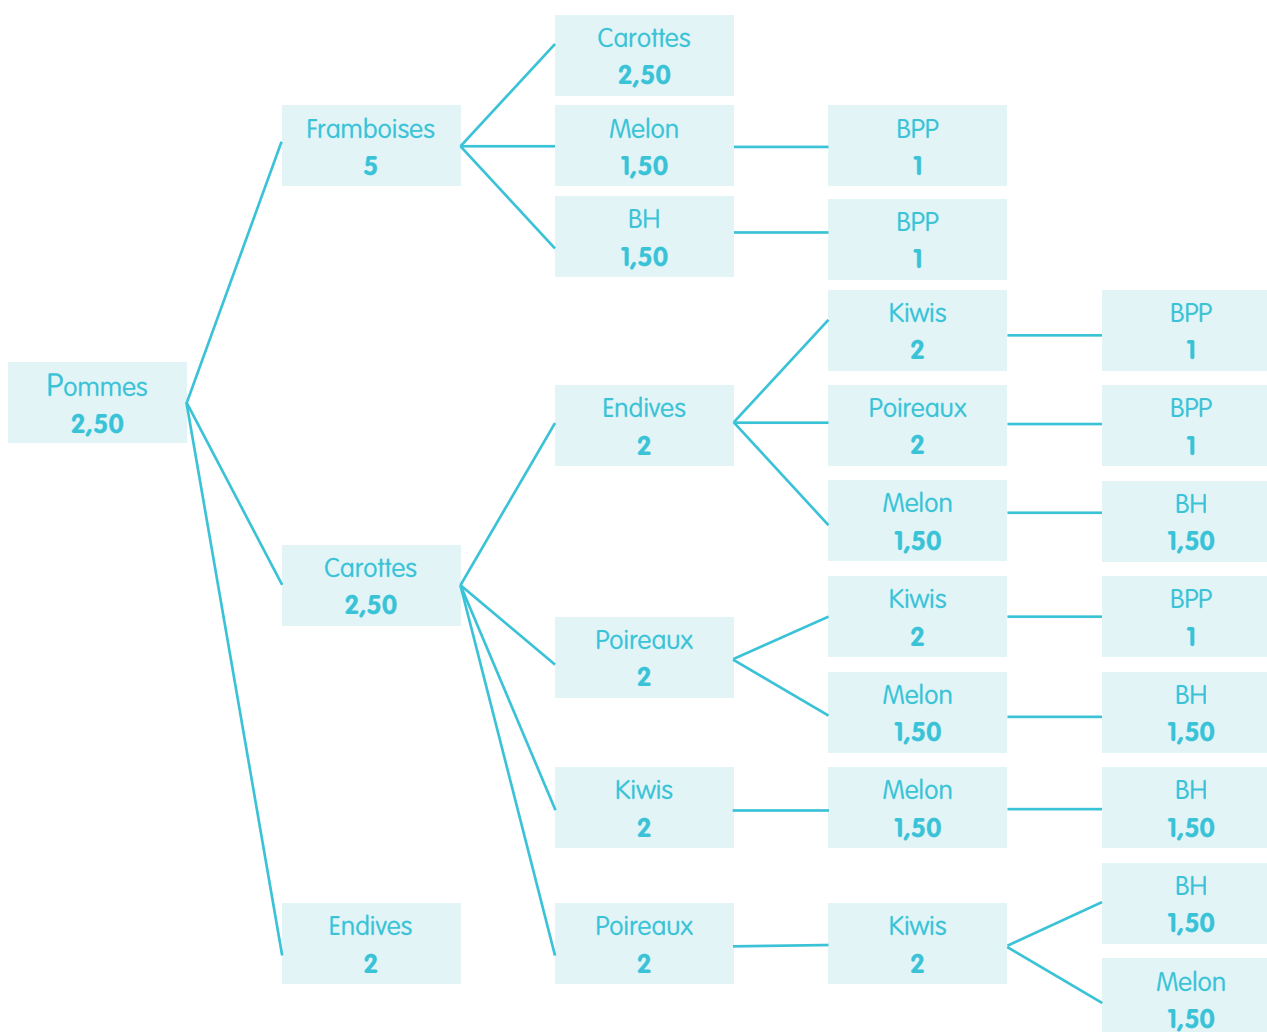 Carottes
2,50
Framboises
5
Melon
1,50
BPP
1
BH
1,50
BPP
1
Pommes
2,50
Endives
2
Kiwis
2
BPP
1
Poireaux
2
BPP
1
Melon
1,50
BH
1,50
Carottes
2,50
Poireaux
2
Kiwis
2
BPP
1
Melon
1,50
BH
1,50
Kiwis
2
Melon
1,50
BH
1,50
Endives
2
Poireaux
2
Kiwis
2
BH
1,50
Melon
1,50